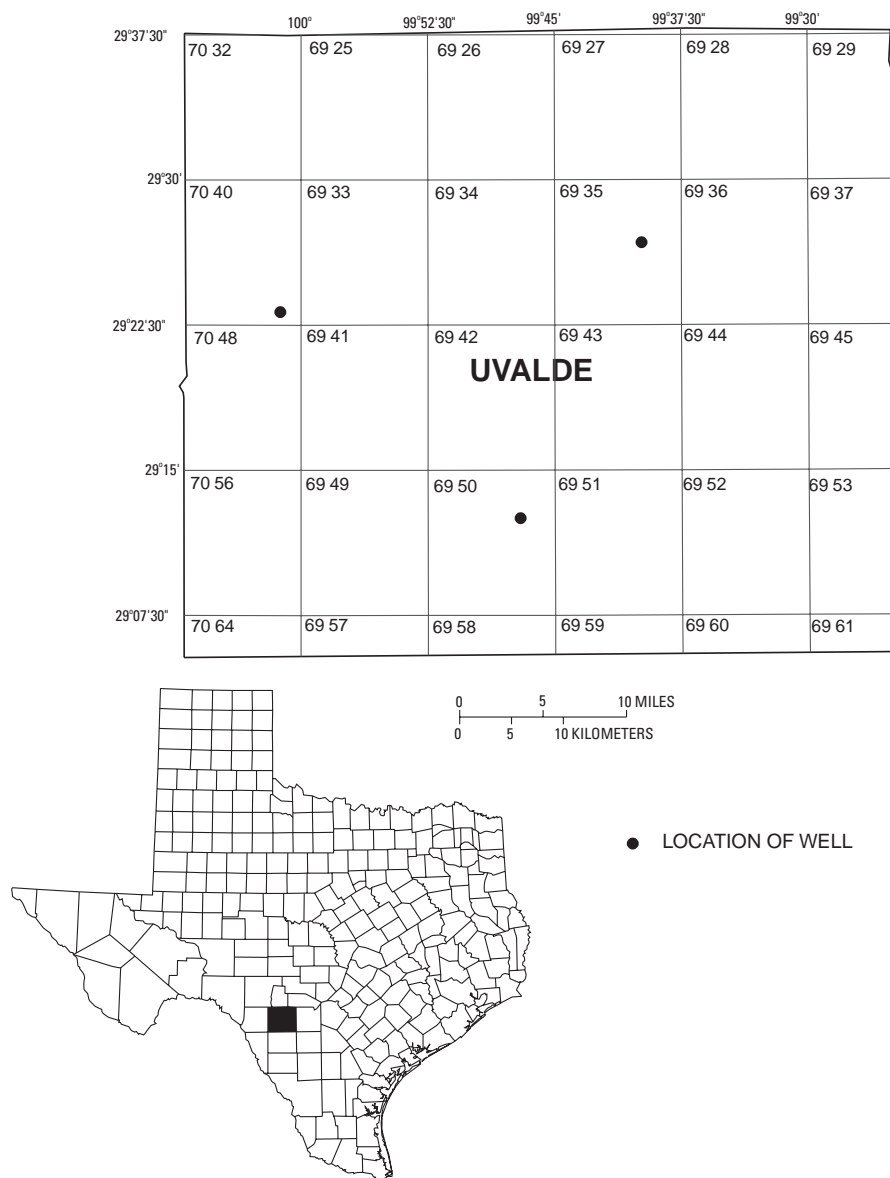 100° 99°52'30" 99°45' 99°37'30" 99°30'
29°37'30"
70 32 69 25 69 26 69 27 69 28 69 29
29°30'
70 40 69 33 69 34 69 35 69 36 69 37
29°22'30"
70 48 69 41 69 42 69 43 69 44 69 45
UVALDE
29°15'
70 56 69 49 69 50 69 51 69 52 69 53
29°07'30"
70 64 69 57 69 58 69 59 69 60 69 61
0 5 10 MILES
0 5 10 KILOMETERS
LOCATION OF WELL